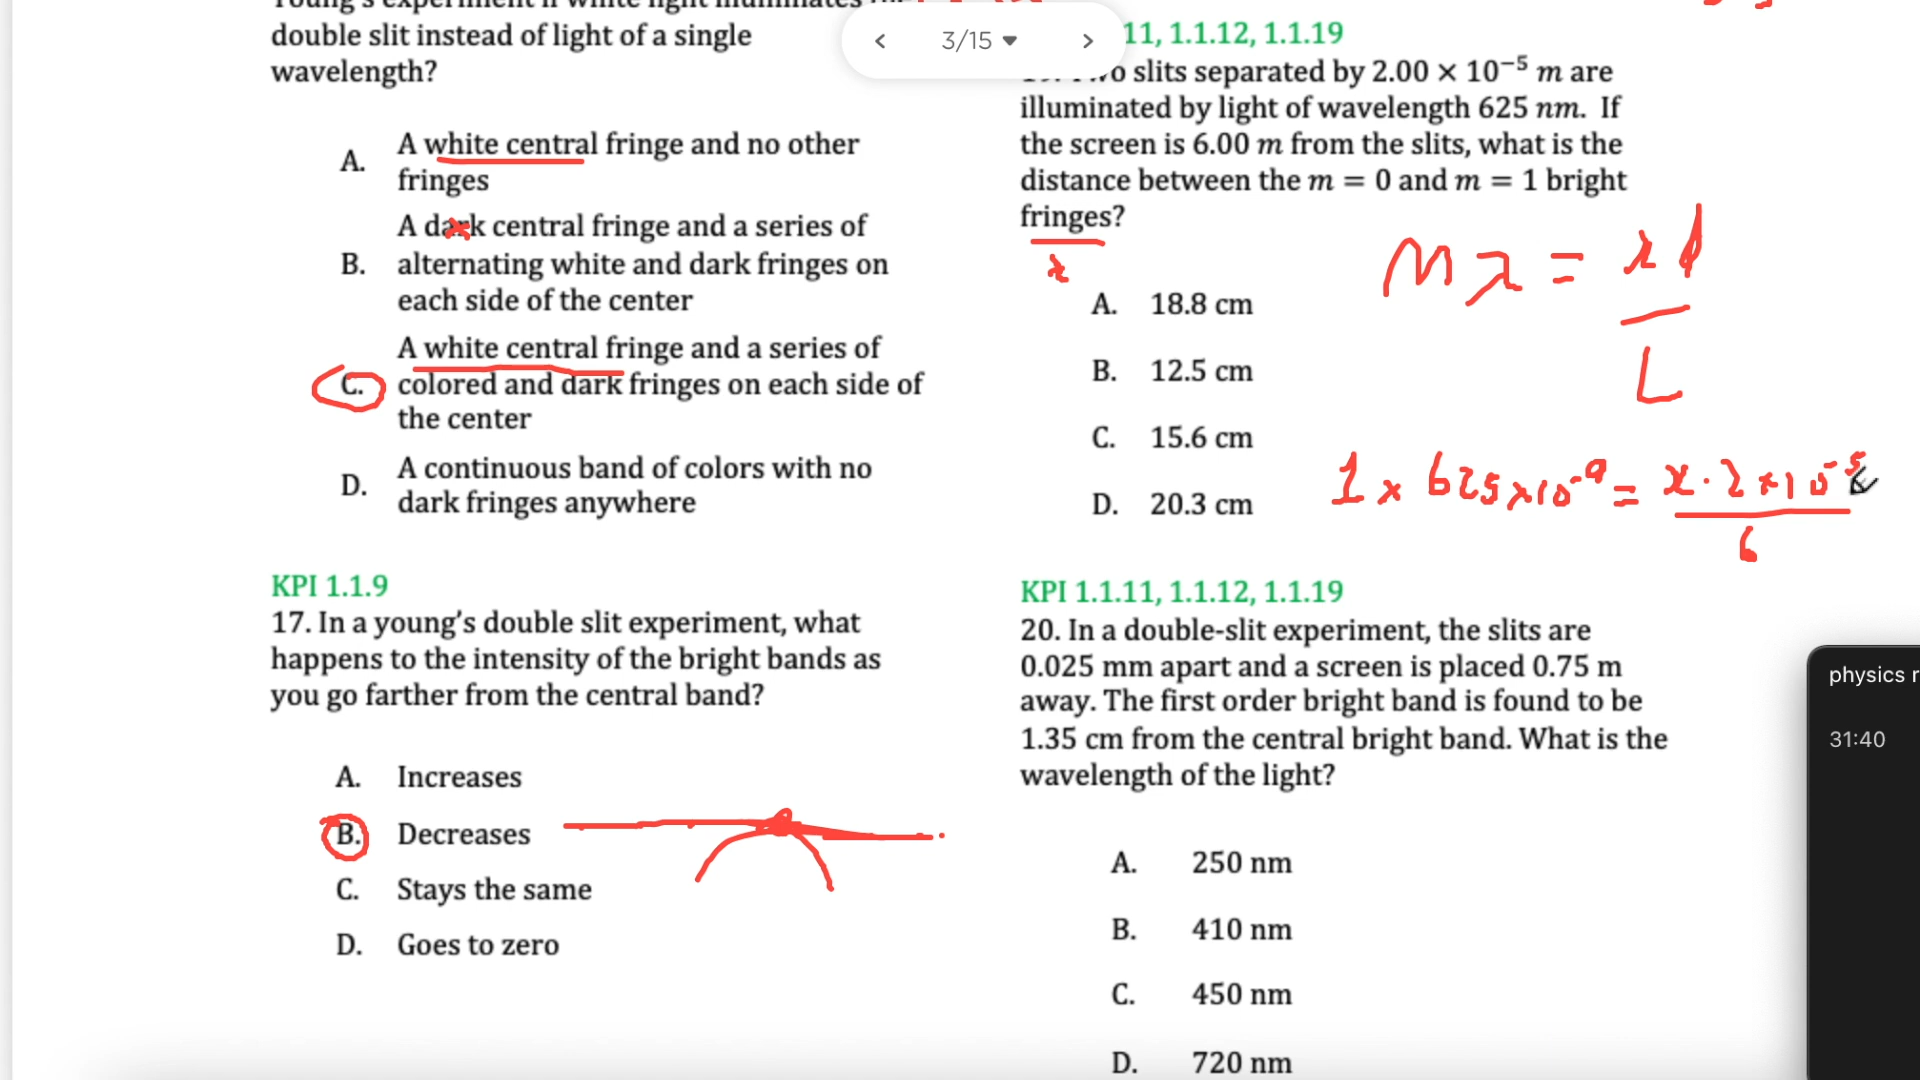 double slit instead of light of a single
wavelength?
A. A white central fringe and no other
fringes
B. A dark central fringe and a series of
alternating white and dark fringes on
each side of the center
C. A white central fringe and a series of
colored and dark fringes on each side of
the center
D. A continuous band of colors with no
dark fringes anywhere
KPI 1.1.9
17. In a young's double slit experiment, what
happens to the intensity of the bright bands as
you go farther from the central band?
A. Increases
B. Decreases
C. Stays the same
D. Goes to zero
3/15
11, 1.1.12, 1.1.19
slits separated by 2.00 × 10⁻⁵ m are
illuminated by light of wavelength 625 nm. If
the screen is 6.00 m from the slits, what is the
distance between the m = 0 and m = 1 bright
fringes?
x
A. 18.8 cm
B. 12.5 cm
C. 15.6 cm
D. 20.3 cm
mλ = xd
L
1 × 625×10⁻⁹ = x · 2 × 10⁻⁵
6
KPI 1.1.11, 1.1.12, 1.1.19
20. In a double-slit experiment, the slits are
0.025 mm apart and a screen is placed 0.75 m
away. The first order bright band is found to be
1.35 cm from the central bright band. What is the
wavelength of the light?
A. 250 nm
B. 410 nm
C. 450 nm
D. 720 nm
physics r
31:40